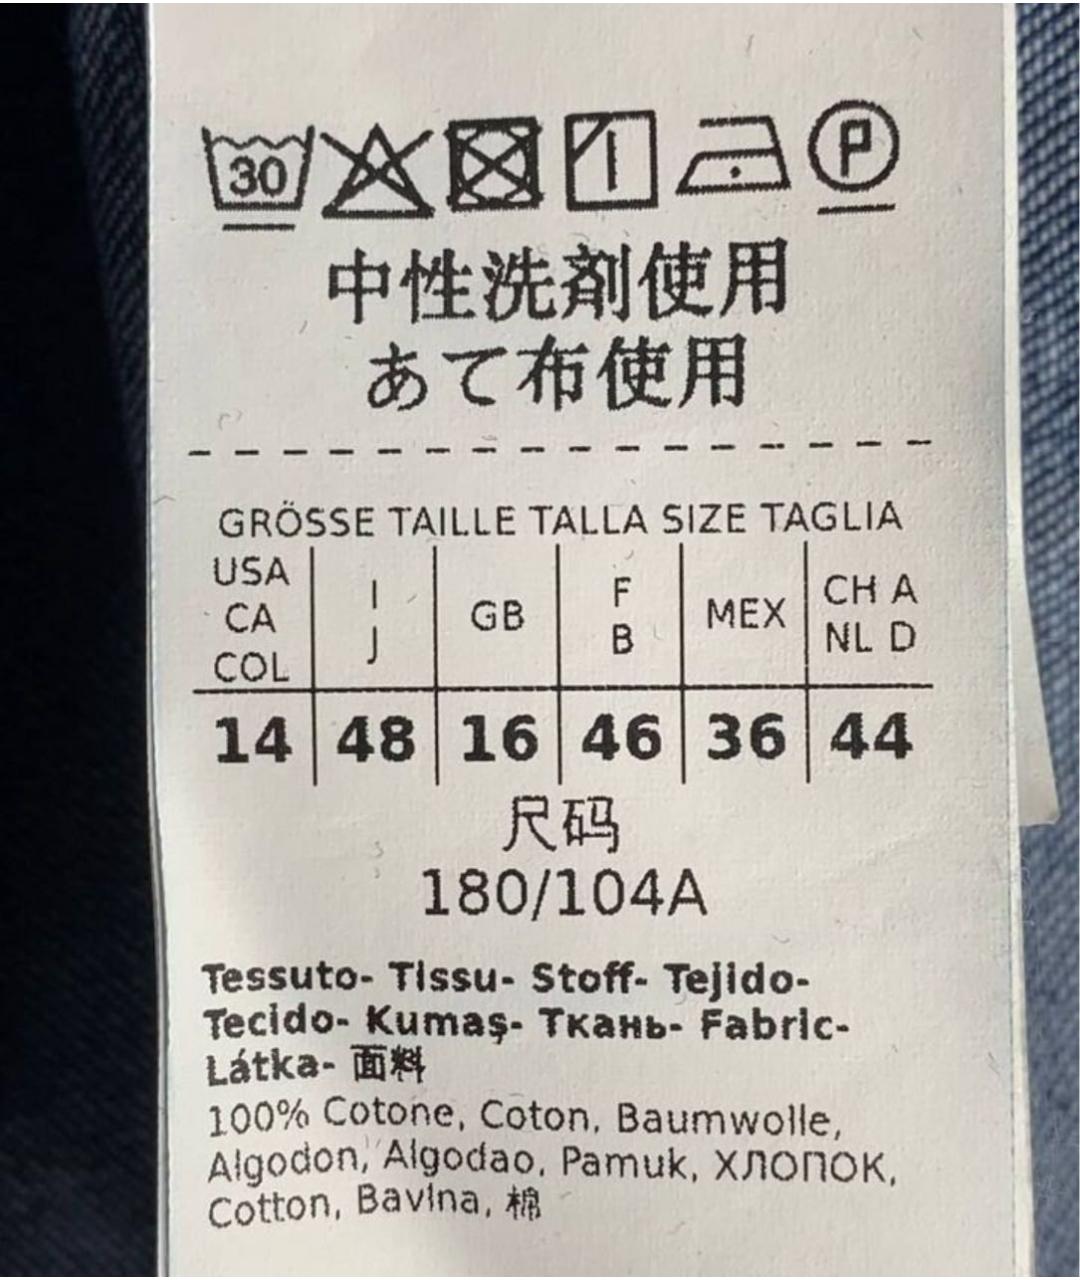 30 P
中性洗剤使用
あて布使用
GRÖSSE TAILLE TALLA SIZE TAGLIA
USA CA COL | I J | GB | F B | MEX | CH A NL D
14 | 48 | 16 | 46 | 36 | 44
尺码
180/104A
Tessuto- Tissu- Stoff- Tejido-
Tecido- Kumaş- Ткань- Fabric-
Látka- 面料
100% Cotone, Coton, Baumwolle,
Algodon, Algodao, Pamuk, ХЛОПОК,
Cotton, Bavlna, 棉